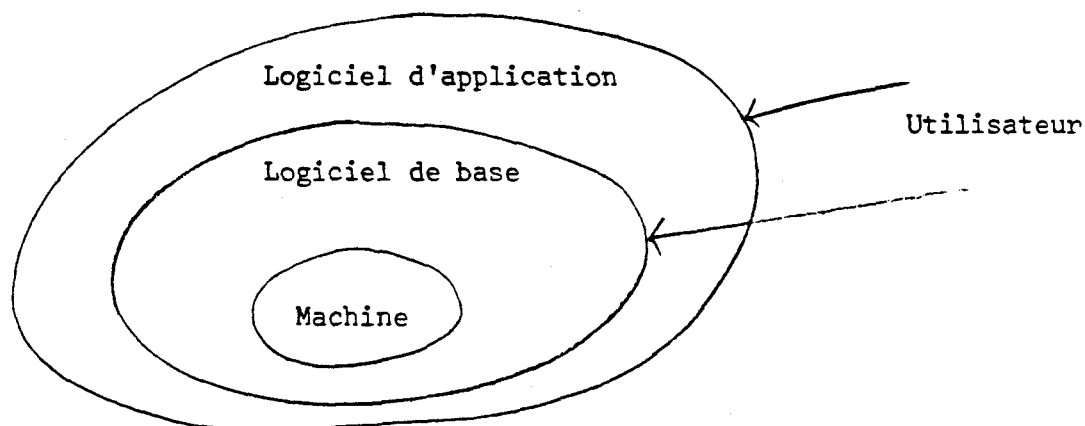 Logiciel d'application
Utilisateur
Logiciel de base
Machine